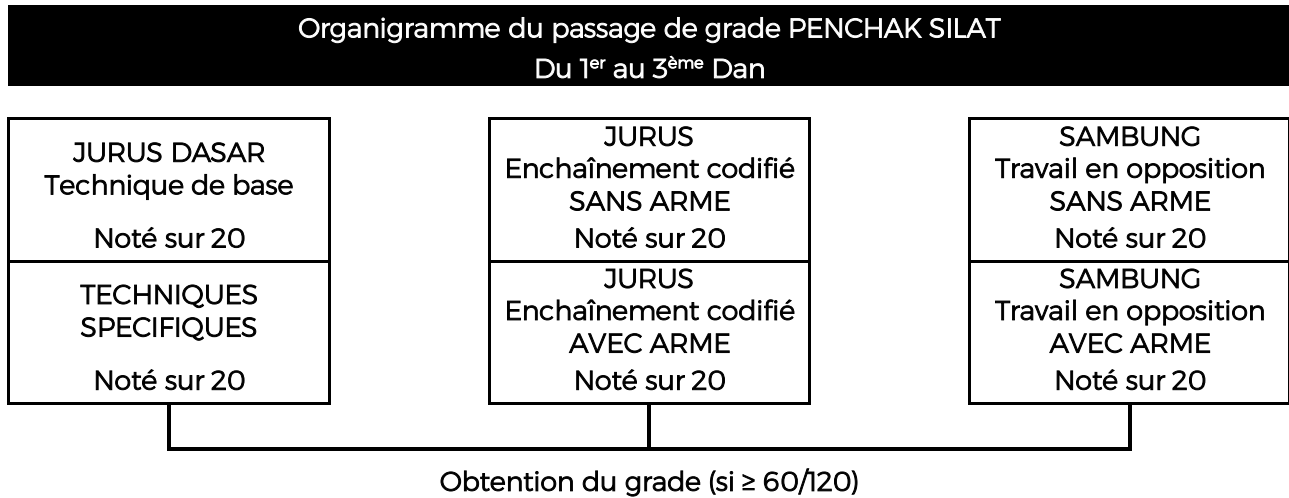 Organigramme du passage de grade PENCHAK SILAT
Du 1er au 3ème Dan
JURUS DASAR
Technique de base
Noté sur 20
TECHNIQUES
SPECIFIQUES
Noté sur 20
JURUS
Enchaînement codifié
SANS ARME
Noté sur 20
JURUS
Enchaînement codifié
AVEC ARME
Noté sur 20
SAMBUNG
Travail en opposition
SANS ARME
Noté sur 20
SAMBUNG
Travail en opposition
AVEC ARME
Noté sur 20
Obtention du grade (si ≥ 60/120)